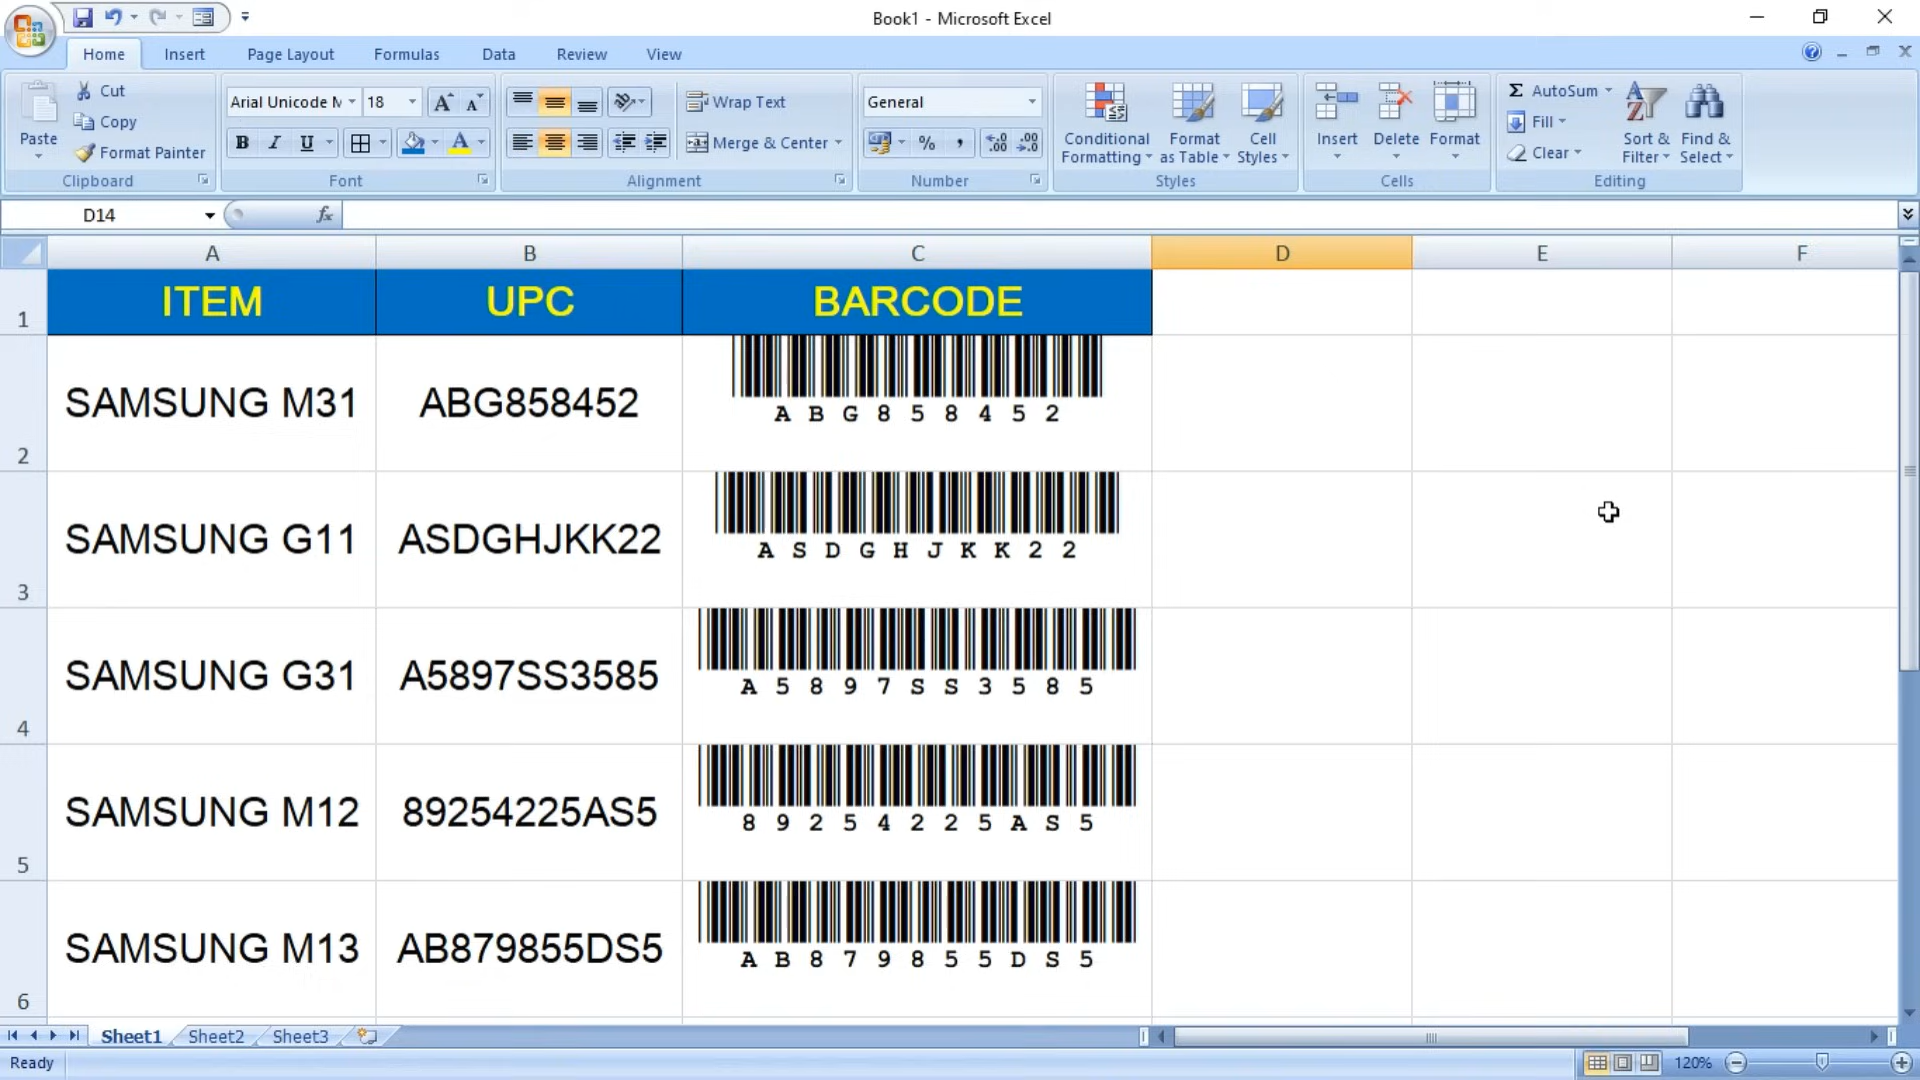 Book1 - Microsoft Excel
Home Insert Page Layout Formulas Data Review View
Paste
Cut
Copy
Format Painter
Clipboard
Arial Unicode M 18
B I U
Font
Wrap Text
Merge & Center
Alignment
General
% ,
Number
Conditional Formatting
Format as Table
Cell Styles
Styles
Insert
Delete
Format
Cells
Σ AutoSum
Fill
Clear
Sort & Filter
Find & Select
Editing
D14 fx
A B C D E F
1 ITEM UPC BARCODE
2 SAMSUNG M31 ABG858452 A B G 8 5 8 4 5 2
3 SAMSUNG G11 ASDGHJKK22 A S D G H J K K 2 2
4 SAMSUNG G31 A5897SS3585 A 5 8 9 7 S S 3 5 8 5
5 SAMSUNG M12 89254225AS5 8 9 2 5 4 2 2 5 A S 5
6 SAMSUNG M13 AB879855DS5 A B 8 7 9 8 5 5 D S 5
Sheet1 Sheet2 Sheet3
Ready 120%